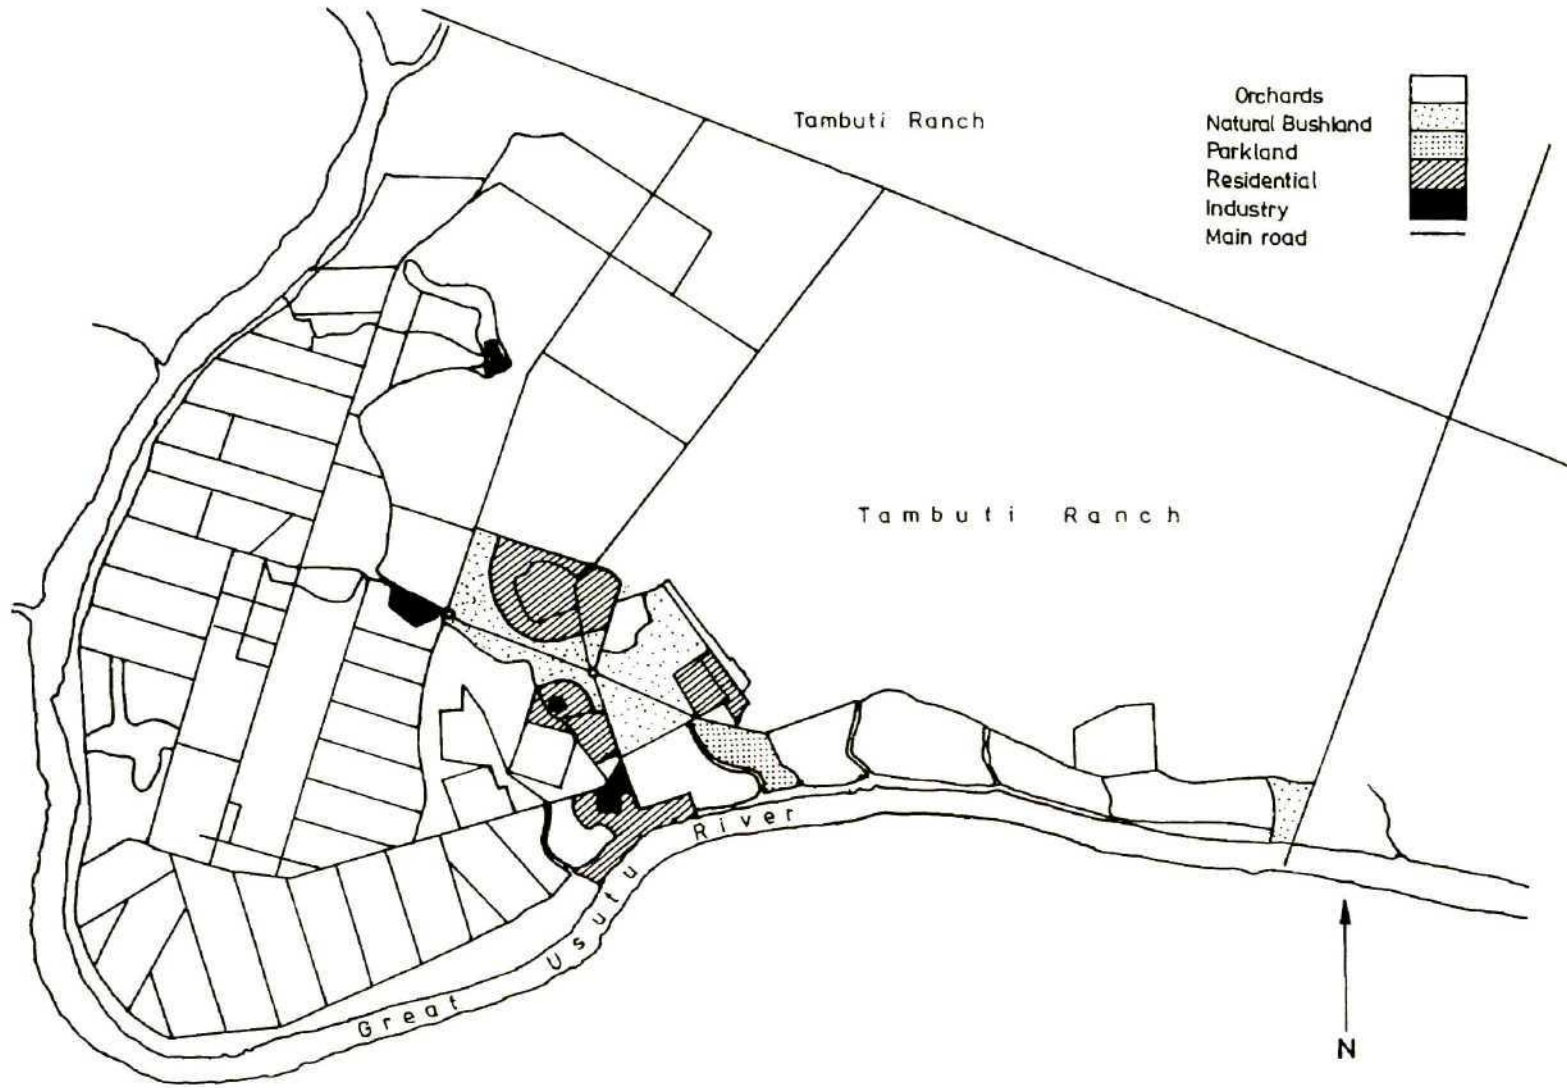 Tambuti Ranch
Orchards
Natural Bushland
Parkland
Residential
Industry
Main road
Tambuti Ranch
Great Usutu River
N